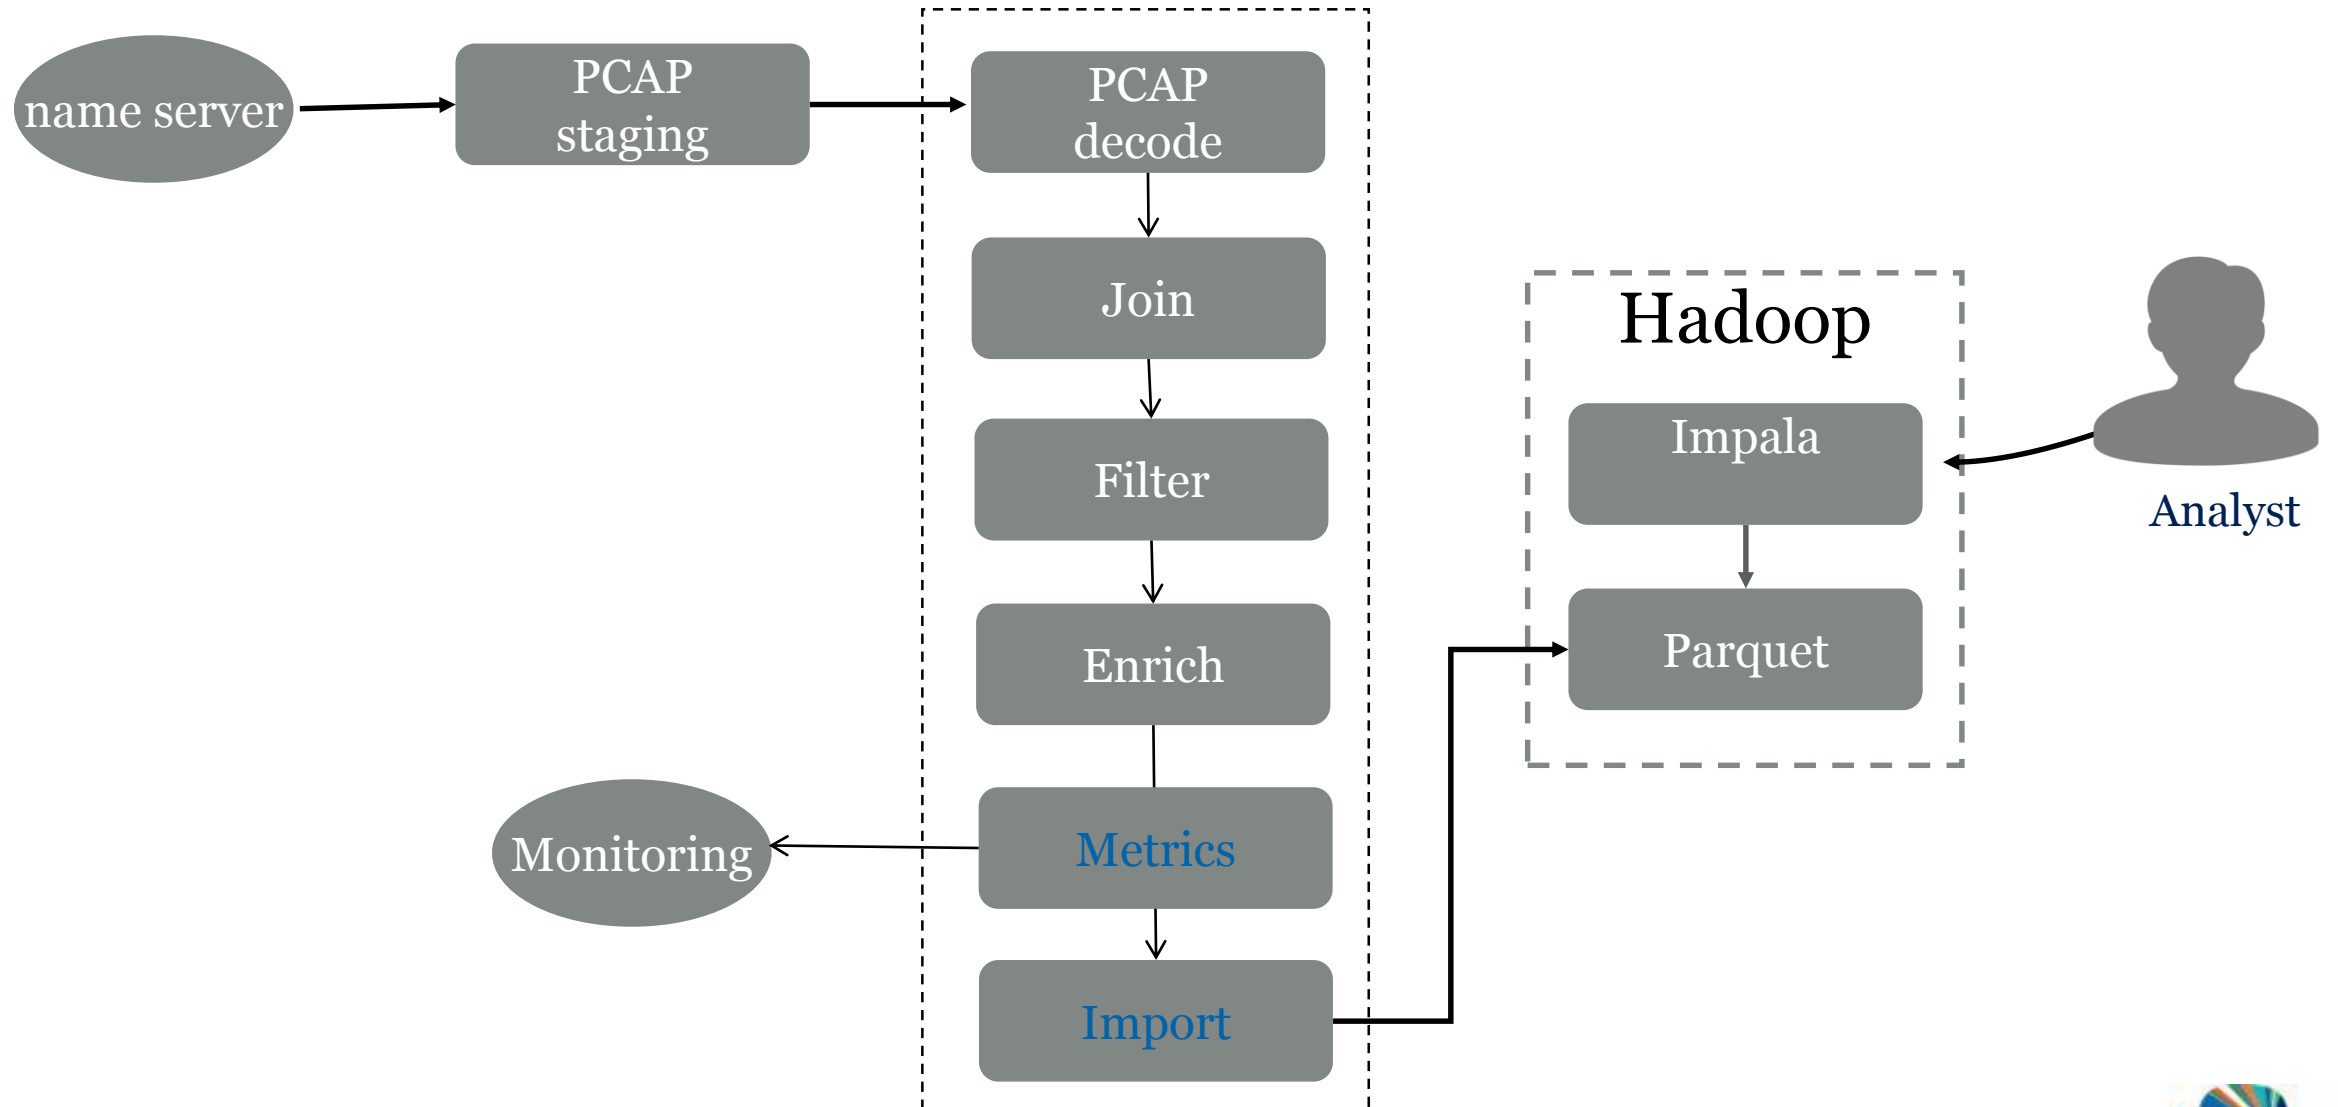 name server
PCAP
staging
PCAP
decode
Join
Filter
Enrich
Metrics
Import
Monitoring
Hadoop
Impala
Parquet
Analyst